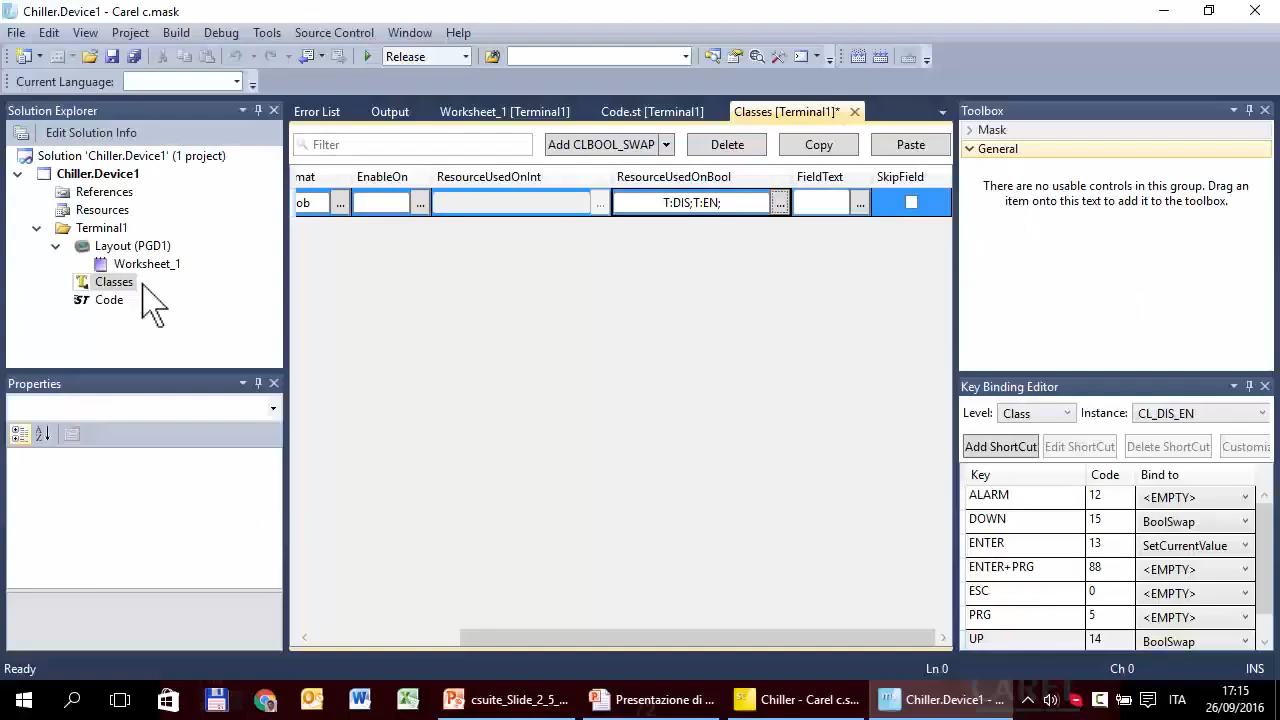 Chiller.Device1 - Carel c.mask
File Edit View Project Build Debug Tools Source Control Window Help
Release
Current Language:
Solution Explorer
Edit Solution Info
Solution 'Chiller.Device1' (1 project)
Chiller.Device1
References
Resources
Terminal1
Layout (PGD1)
Worksheet_1
Classes
ST Code
Properties
Error List Output Worksheet_1 [Terminal1] Code.st [Terminal1] Classes [Terminal1]*
Filter Add CLBOOL_SWAP Delete Copy Paste
mat EnableOn ResourceUsedOnInt ResourceUsedOnBool FieldText SkipField
ob ... ... ... T:DIS;T:EN; ... ...
Toolbox
Mask
General
There are no usable controls in this group. Drag an
item onto this text to add it to the toolbox.
Key Binding Editor
Level: Class Instance: CL_DIS_EN
Add ShortCut Edit ShortCut Delete ShortCut Customiz
Key Code Bind to
ALARM 12 <EMPTY>
DOWN 15 BoolSwap
ENTER 13 SetCurrentValue
ENTER+PRG 88 <EMPTY>
ESC 0 <EMPTY>
PRG 5 <EMPTY>
UP 14 BoolSwap
Ready Ln 0 Ch 0 INS
csuite_Slide_2_5_... Presentazione di ... Chiller - Carel c.s... Chiller.Device1 - ... ITA 17:15
26/09/2016